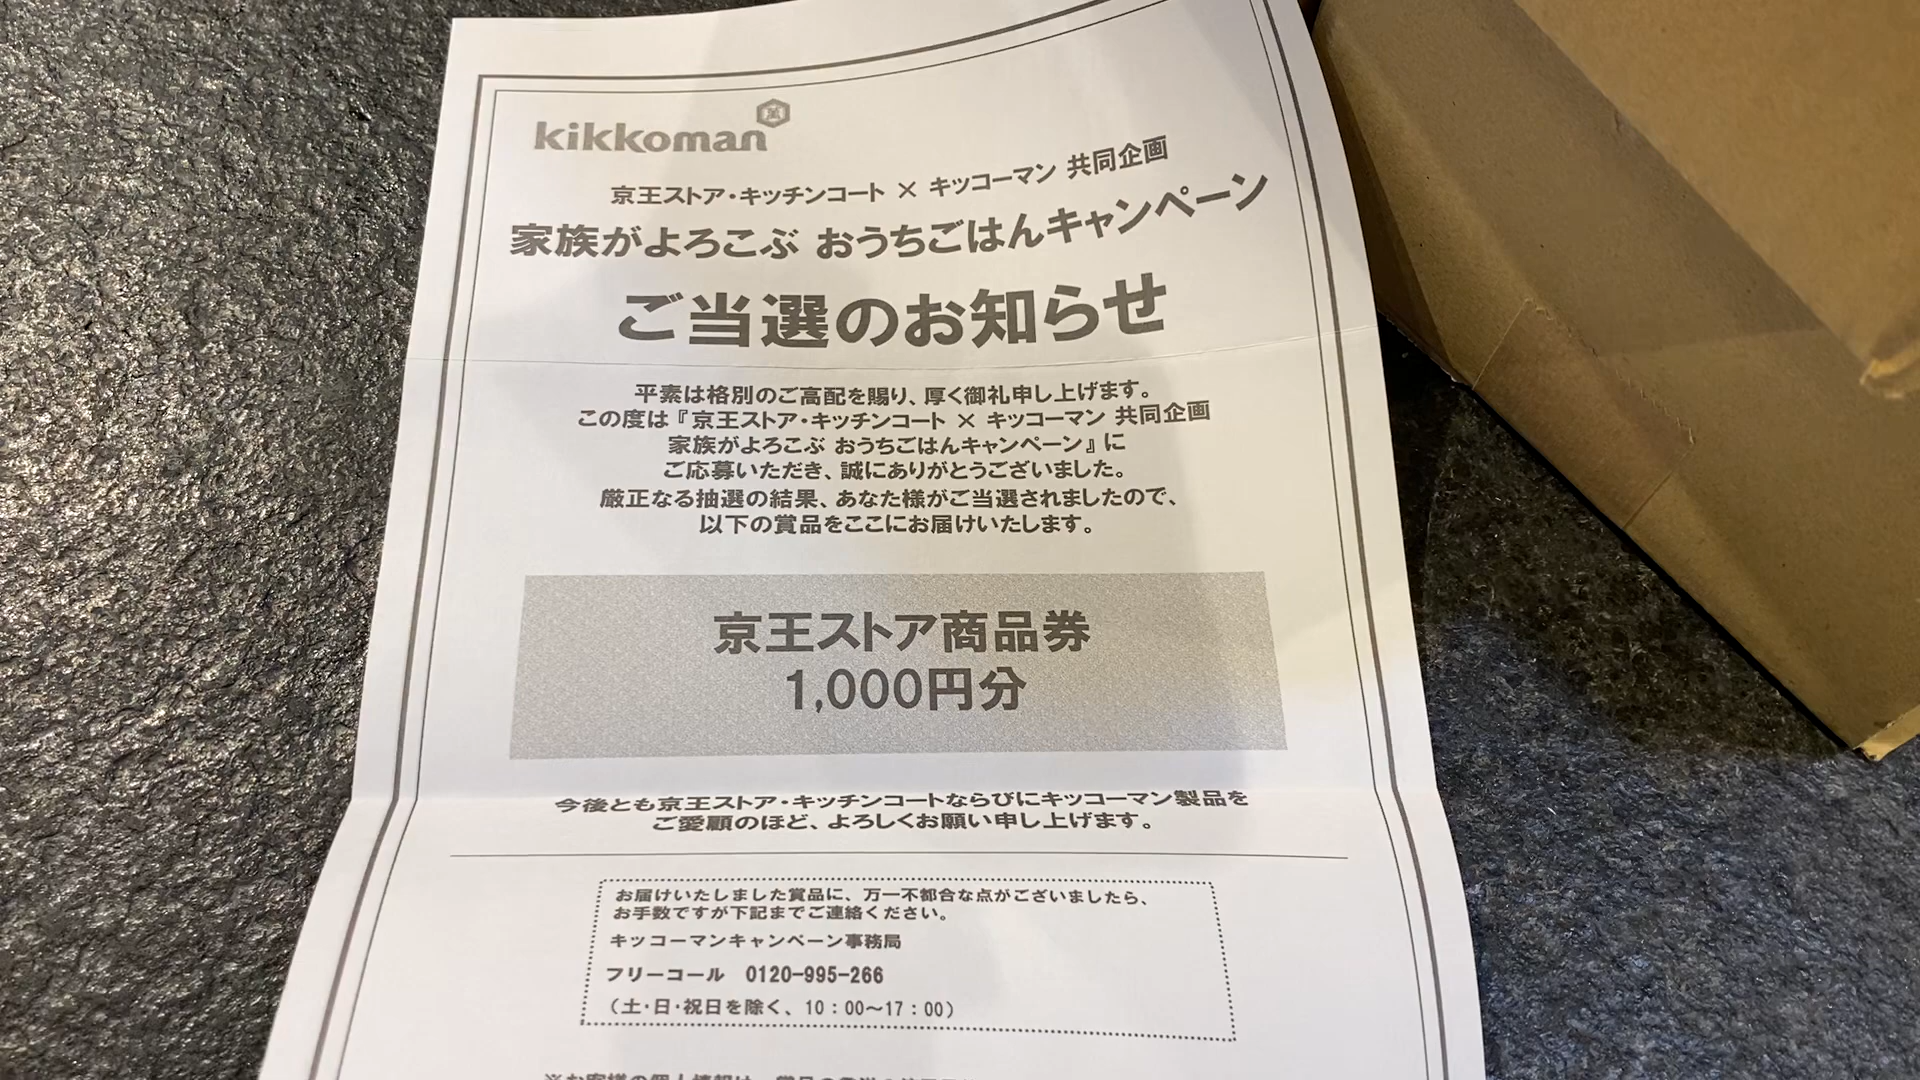 kikkoman
京王ストア・キッチンコート × キッコーマン 共同企画
家族がよろこぶ おうちごはんキャンペーン
ご当選のお知らせ
平素は格別のご高配を賜り、厚く御礼申し上げます。
この度は『京王ストア・キッチンコート × キッコーマン 共同企画
家族がよろこぶ おうちごはんキャンペーン』に
ご応募いただき、誠にありがとうございました。
厳正なる抽選の結果、あなた様がご当選されましたので、
以下の賞品をここにお届けいたします。
京王ストア商品券
1,000円分
今後とも京王ストア・キッチンコートならびにキッコーマン製品を
ご愛顧のほど、よろしくお願い申し上げます。
お届けいたしました賞品に、万一不都合な点がございましたら、
お手数ですが下記までご連絡ください。
キッコーマンキャンペーン事務局
フリーコール 0120-995-266
（土・日・祝日を除く、10：00～17：00）